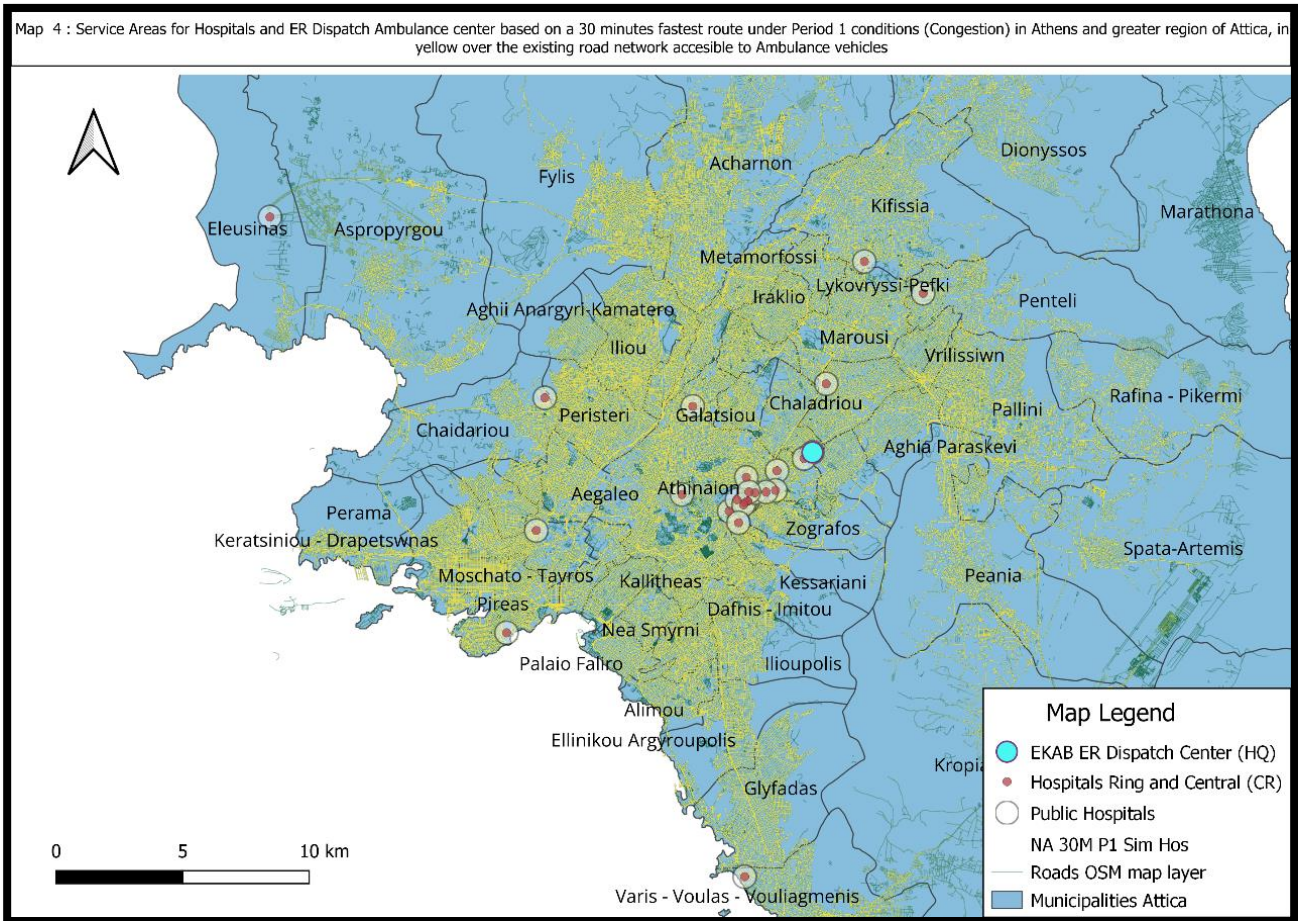 Map 4 : Service Areas for Hospitals and ER Dispatch Ambulance center based on a 30 minutes fastest route under Period 1 conditions (Congestion) in Athens and greater region of Attica, in
yellow over the existing road network accesible to Ambulance vehicles
Dionyssos
Acharnon
Fylis
Kifissia
Marathona
Eleusinas
Aspropyrgou
Metamorfossi
Lykovryssi-Pefki
Iraklio
Penteli
Aghii Anargyri-Kamatero
Marousi
Iliou
Vrilissiwn
Rafina - Pikermi
Chaladriou
Pallini
Peristeri
Galatsiou
Chaidariou
Aghia Paraskevi
Athinaion
Aegaleo
Perama
Zografos
Keratsiniou - Drapetswnas
Spata-Artemis
Moschato - Tayros
Kallitheas
Kessariani
Peania
Pireas
Dafnis - Imitou
Nea Smyrni
Palaio Faliro
Ilioupolis
Alimou
Ellinikou Argyroupolis
Kropia
Glyfadas
Varis - Voulas - Vouliagmenis
0 5 10 km
Map Legend
EKAB ER Dispatch Center (HQ)
Hospitals Ring and Central (CR)
Public Hospitals
NA 30M P1 Sim Hos
Roads OSM map layer
Municipalities Attica